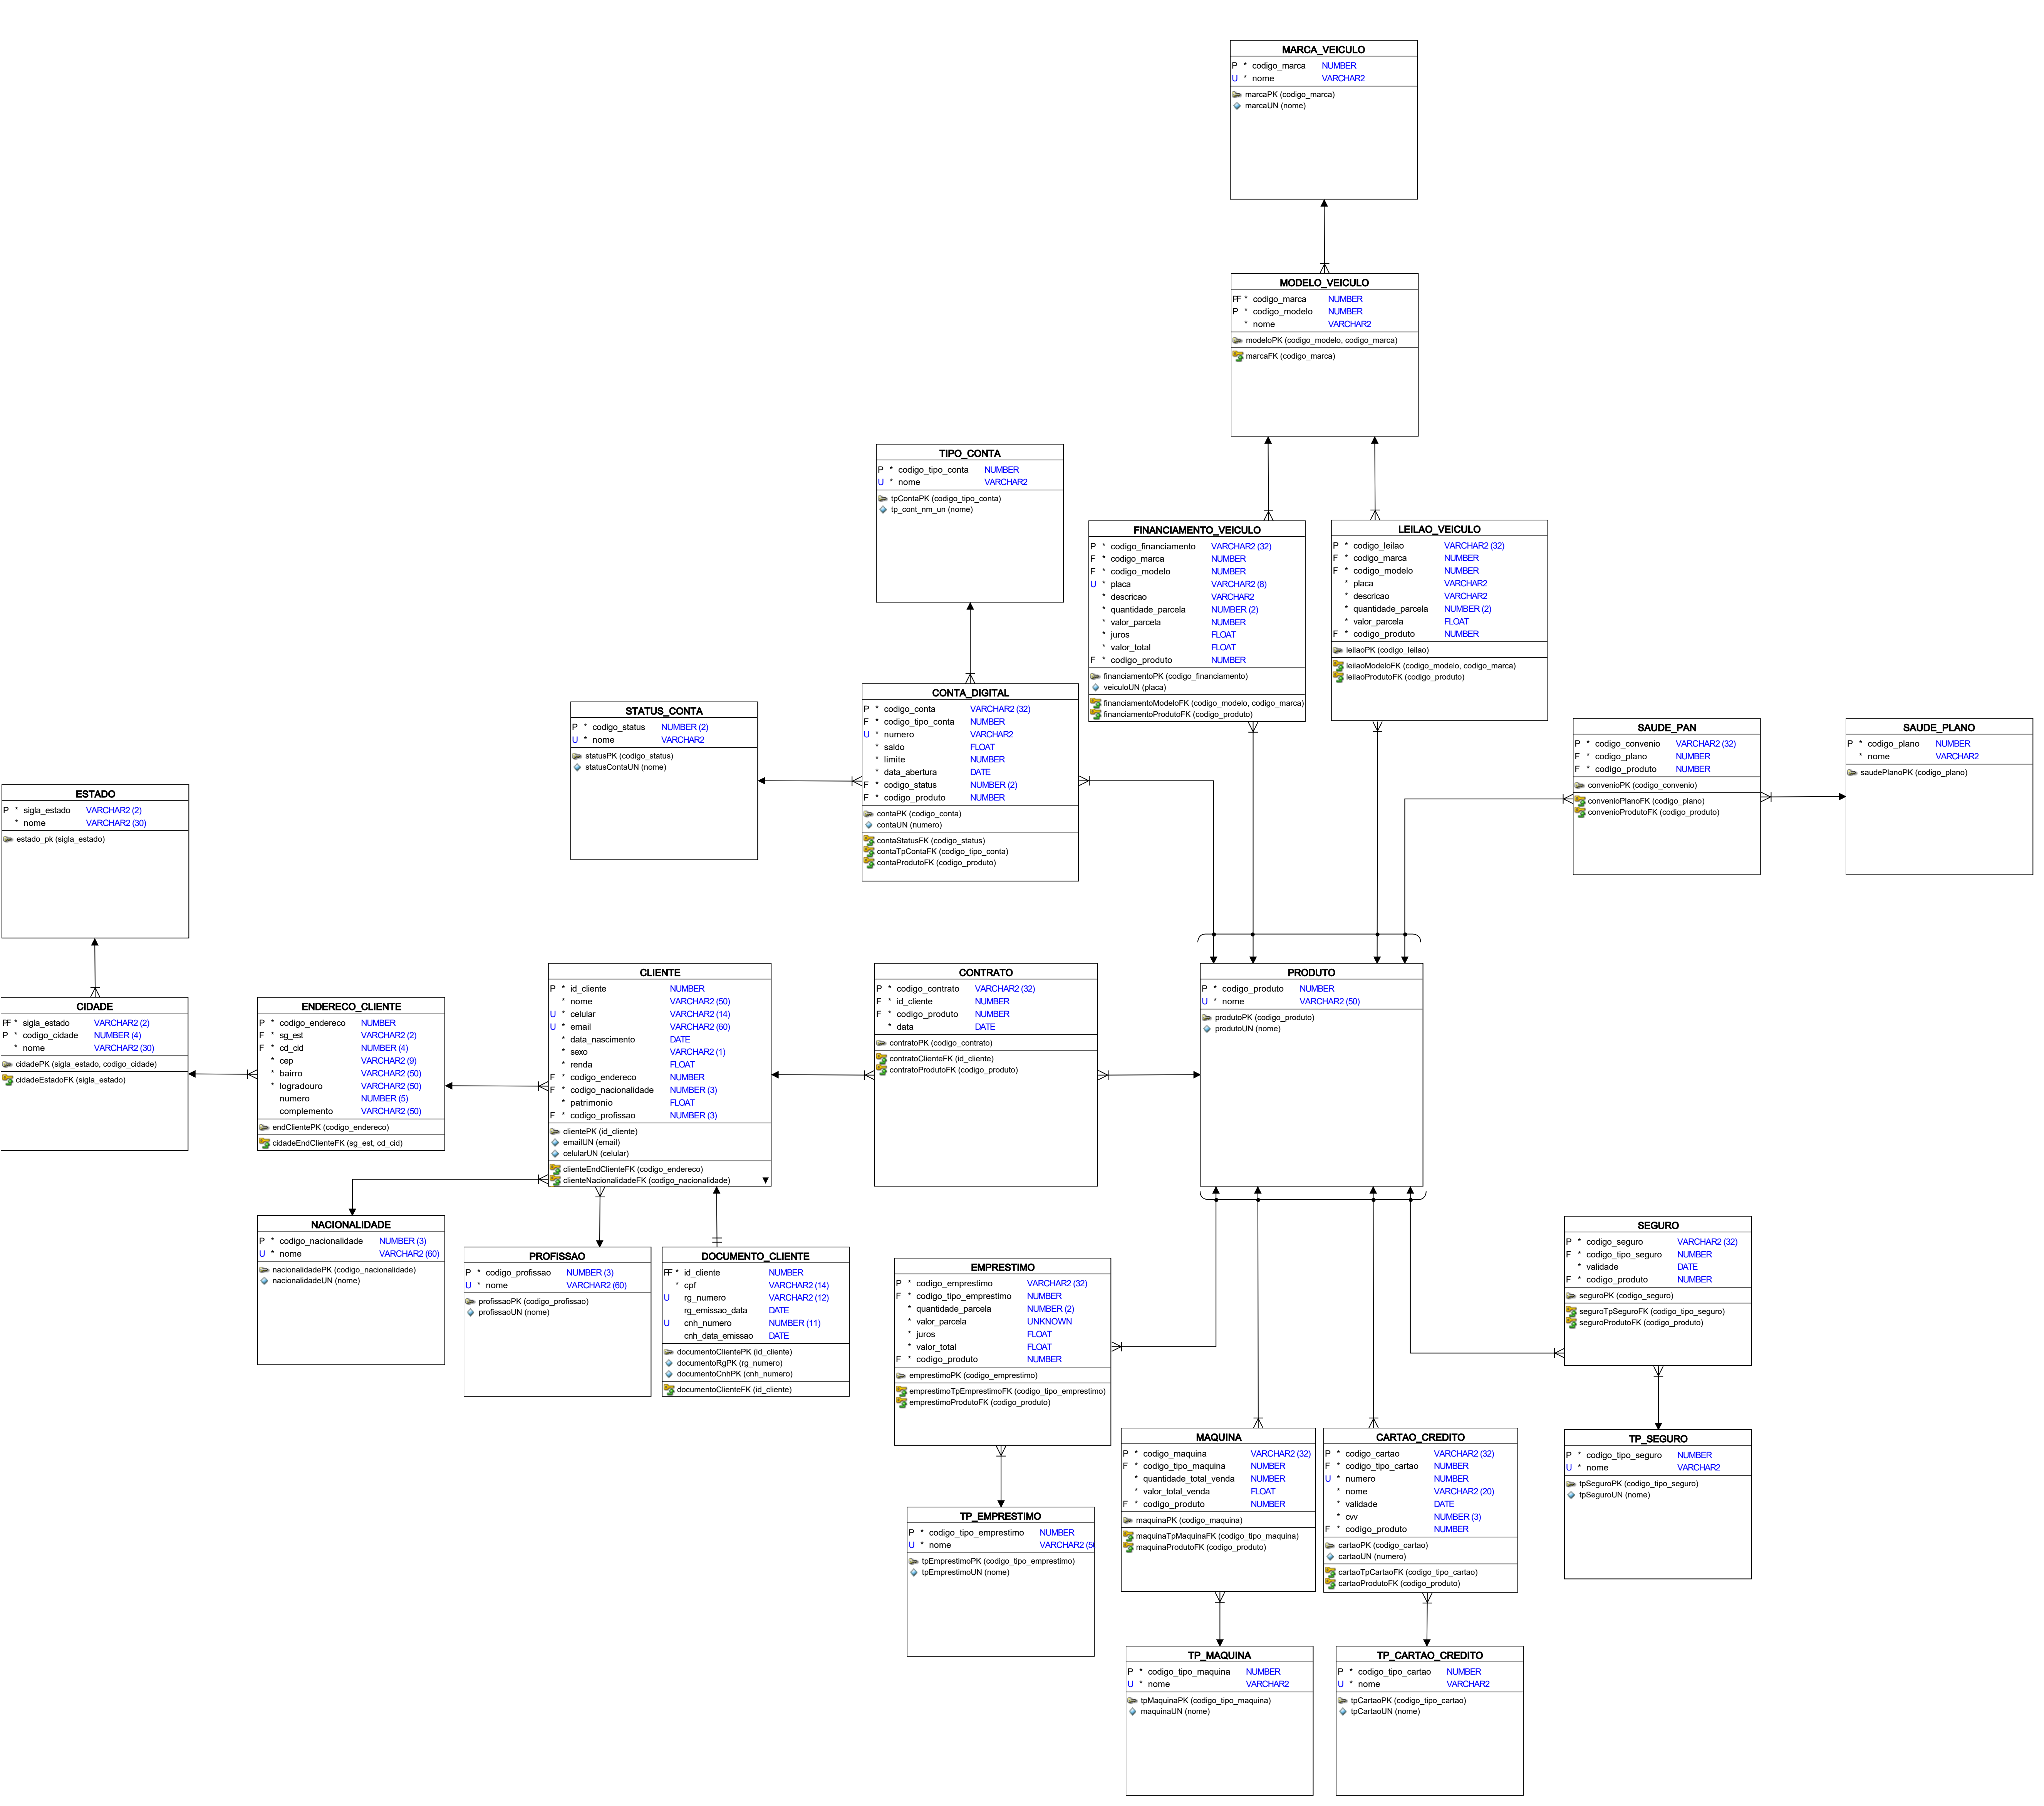 MARCA_VEICULO
P * codigo_marca NUMBER
U * nome VARCHAR2
marcaPK (codigo_marca)
marcaUN (nome)
MODELO_VEICULO
PF * codigo_marca NUMBER
P * codigo_modelo NUMBER
* nome VARCHAR2
modeloPK (codigo_modelo, codigo_marca)
marcaFK (codigo_marca)
TIPO_CONTA
P * codigo_tipo_conta NUMBER
U * nome VARCHAR2
tpContaPK (codigo_tipo_conta)
tp_cont_nm_un (nome)
FINANCIAMENTO_VEICULO
P * codigo_financiamento VARCHAR2 (32)
F * codigo_marca NUMBER
F * codigo_modelo NUMBER
U * placa VARCHAR2 (8)
* descricao VARCHAR2
* quantidade_parcela NUMBER (2)
* valor_parcela NUMBER
* juros FLOAT
* valor_total FLOAT
F * codigo_produto NUMBER
financiamentoPK (codigo_financiamento)
veiculoUN (placa)
financiamentoModeloFK (codigo_modelo, codigo_marca)
financiamentoProdutoFK (codigo_produto)
LEILAO_VEICULO
P * codigo_leilao VARCHAR2 (32)
F * codigo_marca NUMBER
F * codigo_modelo NUMBER
* placa VARCHAR2
* descricao VARCHAR2
* quantidade_parcela NUMBER (2)
* valor_parcela FLOAT
F * codigo_produto NUMBER
leilaoPK (codigo_leilao)
leilaoModeloFK (codigo_modelo, codigo_marca)
leilaoProdutoFK (codigo_produto)
STATUS_CONTA
P * codigo_status NUMBER (2)
U * nome VARCHAR2
statusPK (codigo_status)
statusContaUN (nome)
CONTA_DIGITAL
P * codigo_conta VARCHAR2 (32)
F * codigo_tipo_conta NUMBER
U * numero VARCHAR2
* saldo FLOAT
* limite NUMBER
* data_abertura DATE
F * codigo_status NUMBER (2)
F * codigo_produto NUMBER
contaPK (codigo_conta)
contaUN (numero)
contaStatusFK (codigo_status)
contaTpContaFK (codigo_tipo_conta)
contaProdutoFK (codigo_produto)
SAUDE_PAN
P * codigo_convenio VARCHAR2 (32)
F * codigo_plano NUMBER
F * codigo_produto NUMBER
convenioPK (codigo_convenio)
convenioPlanoFK (codigo_plano)
convenioProdutoFK (codigo_produto)
SAUDE_PLANO
P * codigo_plano NUMBER
* nome VARCHAR2
saudePlanoPK (codigo_plano)
ESTADO
P * sigla_estado VARCHAR2 (2)
* nome VARCHAR2 (30)
estado_pk (sigla_estado)
CIDADE
PF * sigla_estado VARCHAR2 (2)
P * codigo_cidade NUMBER (4)
* nome VARCHAR2 (30)
cidadePK (sigla_estado, codigo_cidade)
cidadeEstadoFK (sigla_estado)
ENDERECO_CLIENTE
P * codigo_endereco NUMBER
F * sg_est VARCHAR2 (2)
F * cd_cid NUMBER (4)
* cep VARCHAR2 (9)
* bairro VARCHAR2 (50)
* logradouro VARCHAR2 (50)
numero NUMBER (5)
complemento VARCHAR2 (50)
endClientePK (codigo_endereco)
cidadeEndClienteFK (sg_est, cd_cid)
CLIENTE
P * id_cliente NUMBER
* nome VARCHAR2 (50)
U * celular VARCHAR2 (14)
U * email VARCHAR2 (60)
* data_nascimento DATE
* sexo VARCHAR2 (1)
* renda FLOAT
F * codigo_endereco NUMBER
F * codigo_nacionalidade NUMBER (3)
* patrimonio FLOAT
F * codigo_profissao NUMBER (3)
clientePK (id_cliente)
emailUN (email)
celularUN (celular)
clienteEndClienteFK (codigo_endereco)
clienteNacionalidadeFK (codigo_nacionalidade)
CONTRATO
P * codigo_contrato VARCHAR2 (32)
F * id_cliente NUMBER
F * codigo_produto NUMBER
* data DATE
contratoPK (codigo_contrato)
contratoClienteFK (id_cliente)
contratoProdutoFK (codigo_produto)
PRODUTO
P * codigo_produto NUMBER
U * nome VARCHAR2 (50)
produtoPK (codigo_produto)
produtoUN (nome)
NACIONALIDADE
P * codigo_nacionalidade NUMBER (3)
U * nome VARCHAR2 (60)
nacionalidadePK (codigo_nacionalidade)
nacionalidadeUN (nome)
PROFISSAO
P * codigo_profissao NUMBER (3)
U * nome VARCHAR2 (60)
profissaoPK (codigo_profissao)
profissaoUN (nome)
DOCUMENTO_CLIENTE
PF * id_cliente NUMBER
* cpf VARCHAR2 (14)
U rg_numero VARCHAR2 (12)
rg_emissao_data DATE
U cnh_numero NUMBER (11)
cnh_data_emissao DATE
documentoClientePK (id_cliente)
documentoRgPK (rg_numero)
documentoCnhPK (cnh_numero)
documentoClienteFK (id_cliente)
EMPRESTIMO
P * codigo_emprestimo VARCHAR2 (32)
F * codigo_tipo_emprestimo NUMBER
* quantidade_parcela NUMBER (2)
* valor_parcela UNKNOWN
* juros FLOAT
* valor_total FLOAT
F * codigo_produto NUMBER
emprestimoPK (codigo_emprestimo)
emprestimoTpEmprestimoFK (codigo_tipo_emprestimo)
emprestimoProdutoFK (codigo_produto)
SEGURO
P * codigo_seguro VARCHAR2 (32)
F * codigo_tipo_seguro NUMBER
* validade DATE
F * codigo_produto NUMBER
seguroPK (codigo_seguro)
seguroTpSeguroFK (codigo_tipo_seguro)
seguroProdutoFK (codigo_produto)
MAQUINA
P * codigo_maquina VARCHAR2 (32)
F * codigo_tipo_maquina NUMBER
* quantidade_total_venda NUMBER
* valor_total_venda FLOAT
F * codigo_produto NUMBER
maquinaPK (codigo_maquina)
maquinaTpMaquinaFK (codigo_tipo_maquina)
maquinaProdutoFK (codigo_produto)
CARTAO_CREDITO
P * codigo_cartao VARCHAR2 (32)
F * codigo_tipo_cartao NUMBER
U * numero NUMBER
* nome VARCHAR2 (20)
* validade DATE
* cvv NUMBER (3)
F * codigo_produto NUMBER
cartaoPK (codigo_cartao)
cartaoUN (numero)
cartaoTpCartaoFK (codigo_tipo_cartao)
cartaoProdutoFK (codigo_produto)
TP_SEGURO
P * codigo_tipo_seguro NUMBER
U * nome VARCHAR2
tpSeguroPK (codigo_tipo_seguro)
tpSeguroUN (nome)
TP_EMPRESTIMO
P * codigo_tipo_emprestimo NUMBER
U * nome VARCHAR2 (50
tpEmprestimoPK (codigo_tipo_emprestimo)
tpEmprestimoUN (nome)
TP_MAQUINA
P * codigo_tipo_maquina NUMBER
U * nome VARCHAR2
tpMaquinaPK (codigo_tipo_maquina)
maquinaUN (nome)
TP_CARTAO_CREDITO
P * codigo_tipo_cartao NUMBER
U * nome VARCHAR2
tpCartaoPK (codigo_tipo_cartao)
tpCartaoUN (nome)